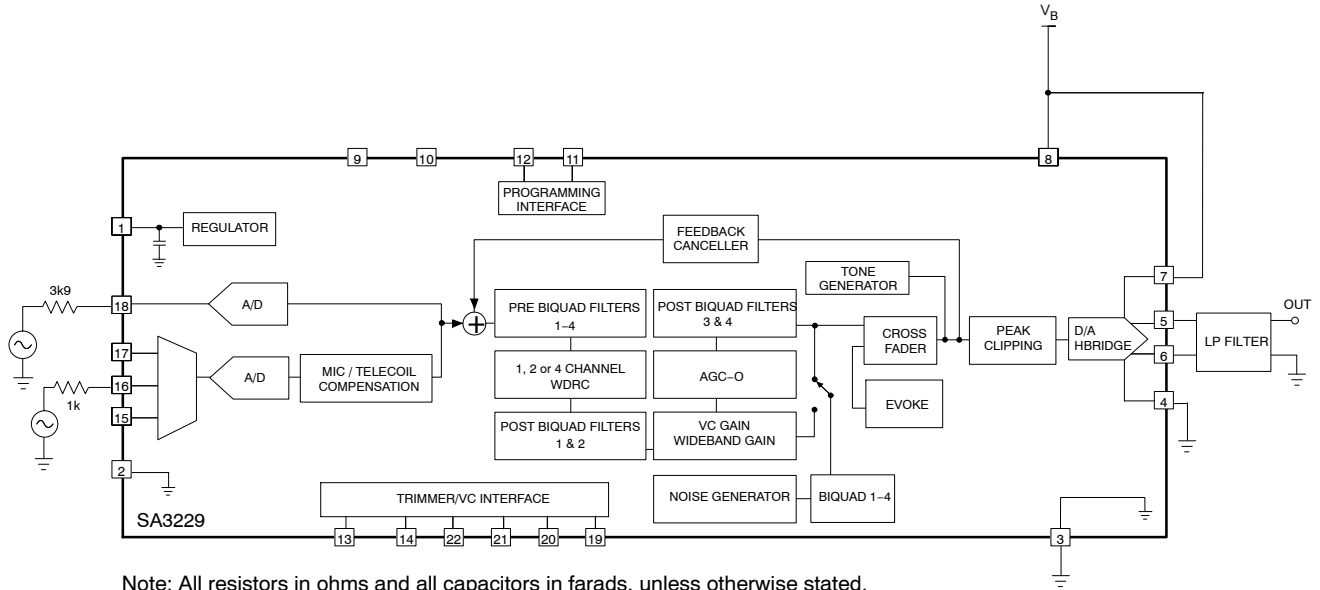 VB
9
10
12
11
8
PROGRAMMING
INTERFACE
1
REGULATOR
FEEDBACK
CANCELLER
TONE
GENERATOR
7
3k9
18
A/D
PRE BIQUAD FILTERS
1−4
POST BIQUAD FILTERS
3 & 4
CROSS
FADER
PEAK
CLIPPING
D/A
HBRIDGE
5
6
LP FILTER
OUT
17
16
15
1k
A/D
MIC / TELECOIL
COMPENSATION
1, 2 or 4 CHANNEL
WDRC
AGC−O
EVOKE
4
POST BIQUAD FILTERS
1 & 2
VC GAIN
WIDEBAND GAIN
2
TRIMMER/VC INTERFACE
NOISE GENERATOR
BIQUAD 1−4
SA3229
13
14
22
21
20
19
3
Note: All resistors in ohms and all capacitors in farads, unless otherwise stated.